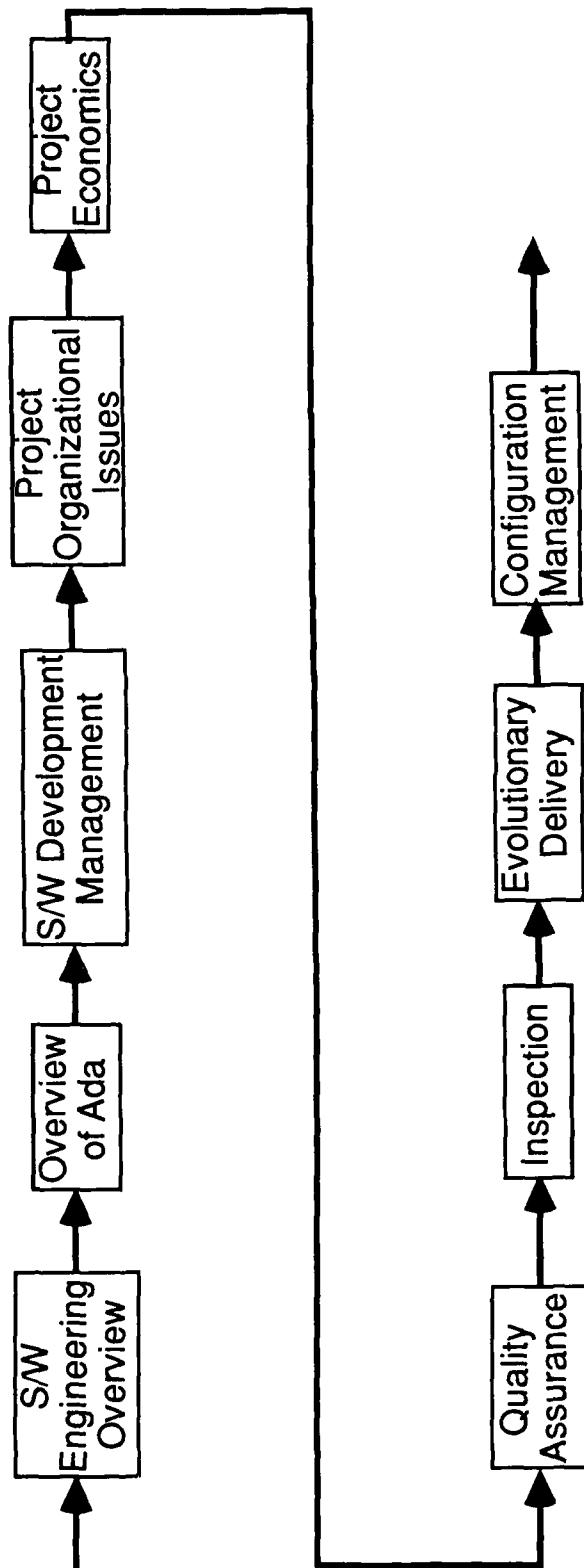 S/W
Engineering
Overview
Overview
of Ada
S/W Development
Management
Project
Organizational
Issues
Project
Economics
Quality
Assurance
Inspection
Evolutionary
Delivery
Configuration
Management